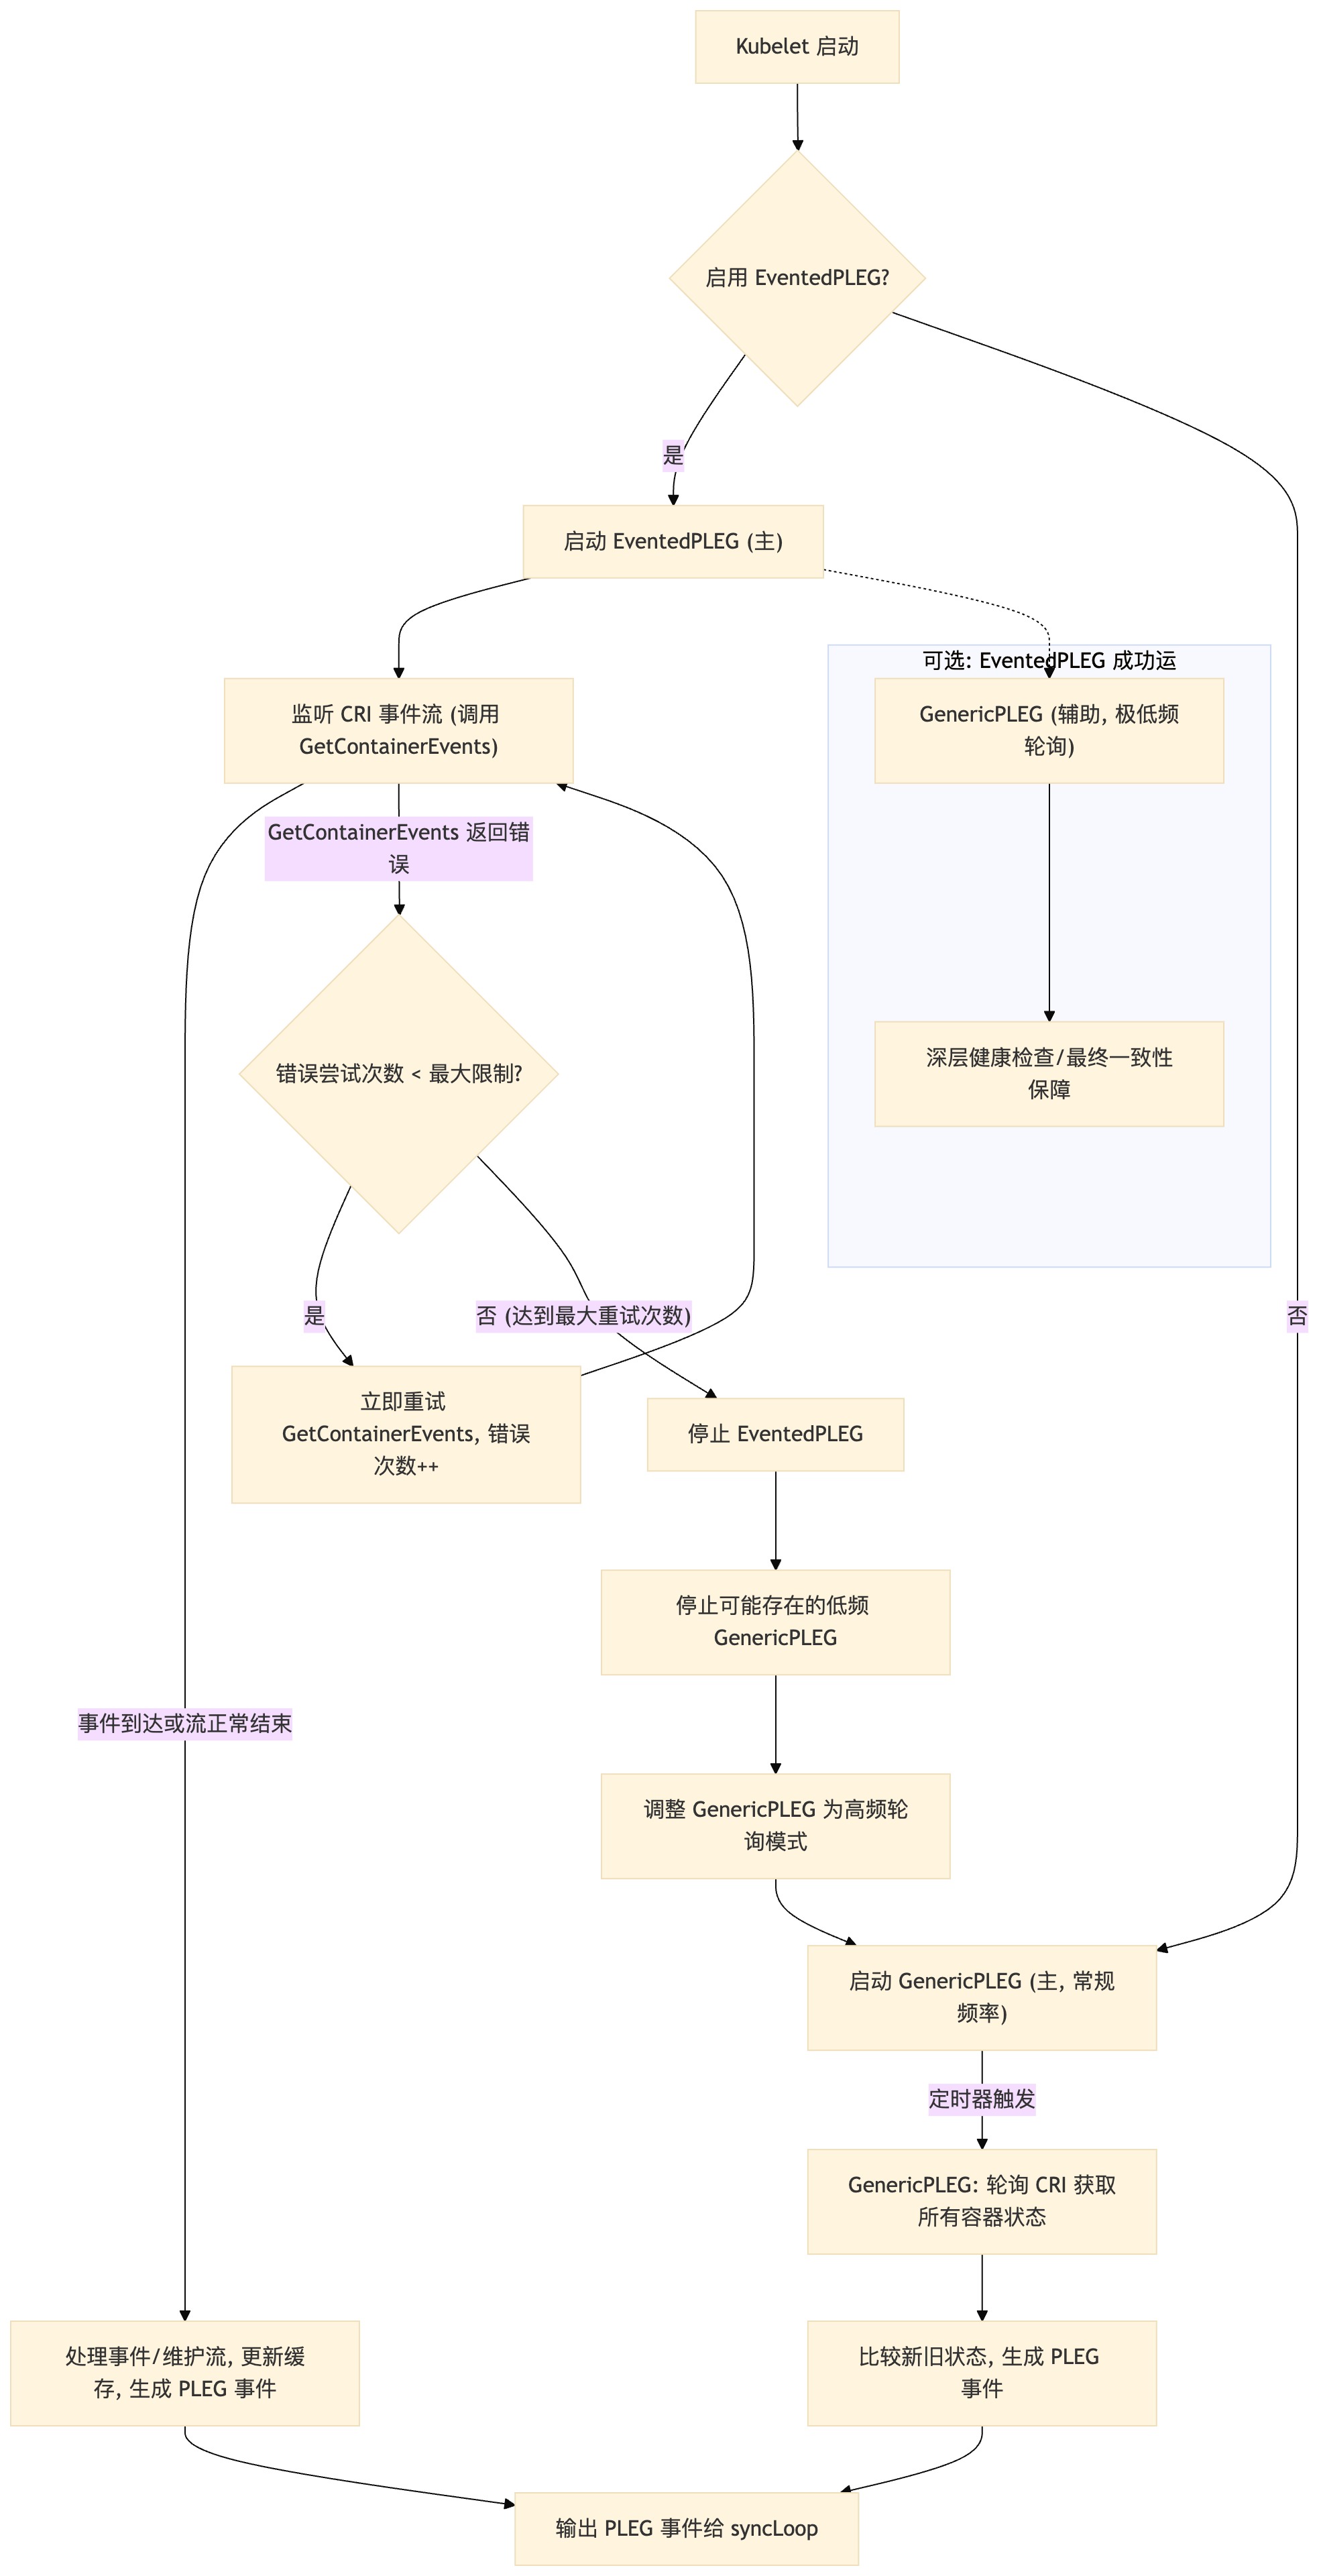 Kubelet 启动
启用 EventedPLEG?
是
启动 EventedPLEG (主)
可选: EventedPLEG 成功运
监听 CRI 事件流 (调用
GetContainerEvents)
GenericPLEG (辅助, 极低频
轮询)
GetContainerEvents 返回错
误
错误尝试次数 < 最大限制?
深层健康检查/最终一致性
保障
是
否 (达到最大重试次数)
否
立即重试
GetContainerEvents, 错误
次数++
停止 EventedPLEG
停止可能存在的低频
GenericPLEG
事件到达或流正常结束
调整 GenericPLEG 为高频轮
询模式
启动 GenericPLEG (主, 常规
频率)
定时器触发
GenericPLEG: 轮询 CRI 获取
所有容器状态
处理事件/维护流, 更新缓
存, 生成 PLEG 事件
比较新旧状态, 生成 PLEG
事件
输出 PLEG 事件给 syncLoop